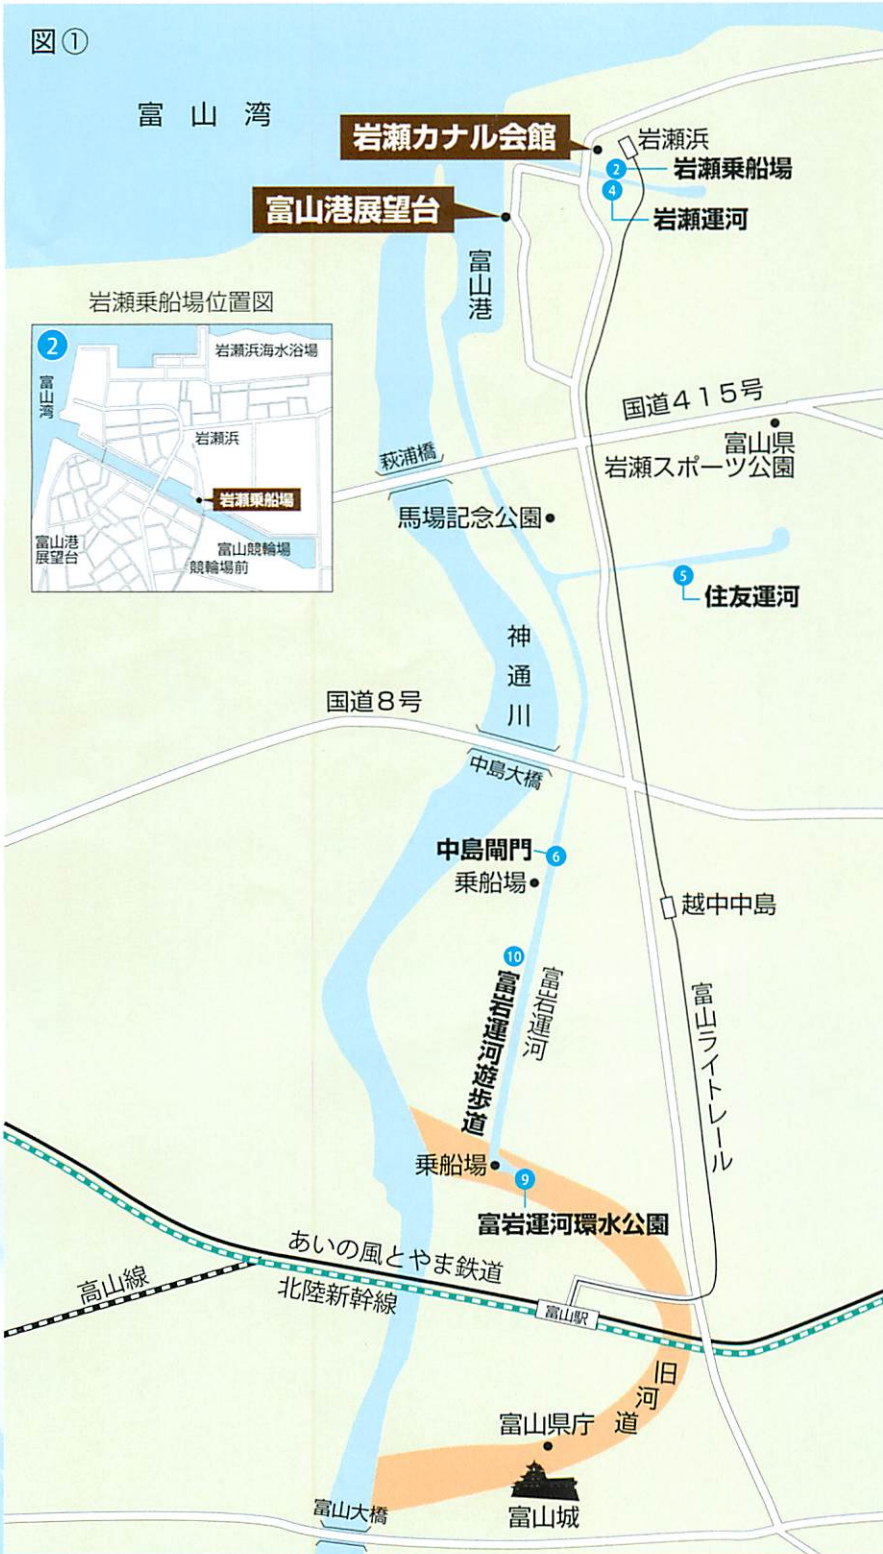 図①
富山湾
岩瀬カナル会館
岩瀬浜
② 岩瀬乗船場
④ 岩瀬運河
富山港展望台
富山港
岩瀬乗船場位置図
②
岩瀬浜海水浴場
富山湾
岩瀬浜
岩瀬乗船場
富山港
展望台
富山競輪場
競輪場前
国道415号
富山県
岩瀬スポーツ公園
萩浦橋
馬場記念公園
⑤ 住友運河
神通川
国道8号
中島大橋
中島閘門 ⑥
乗船場
越中中島
⑩
富岩運河遊歩道
富岩運河
富山ライトレール
乗船場
⑨
富岩運河環水公園
あいの風とやま鉄道
高山線
北陸新幹線
富山駅
旧河道
富山県庁
富山城
富山大橋